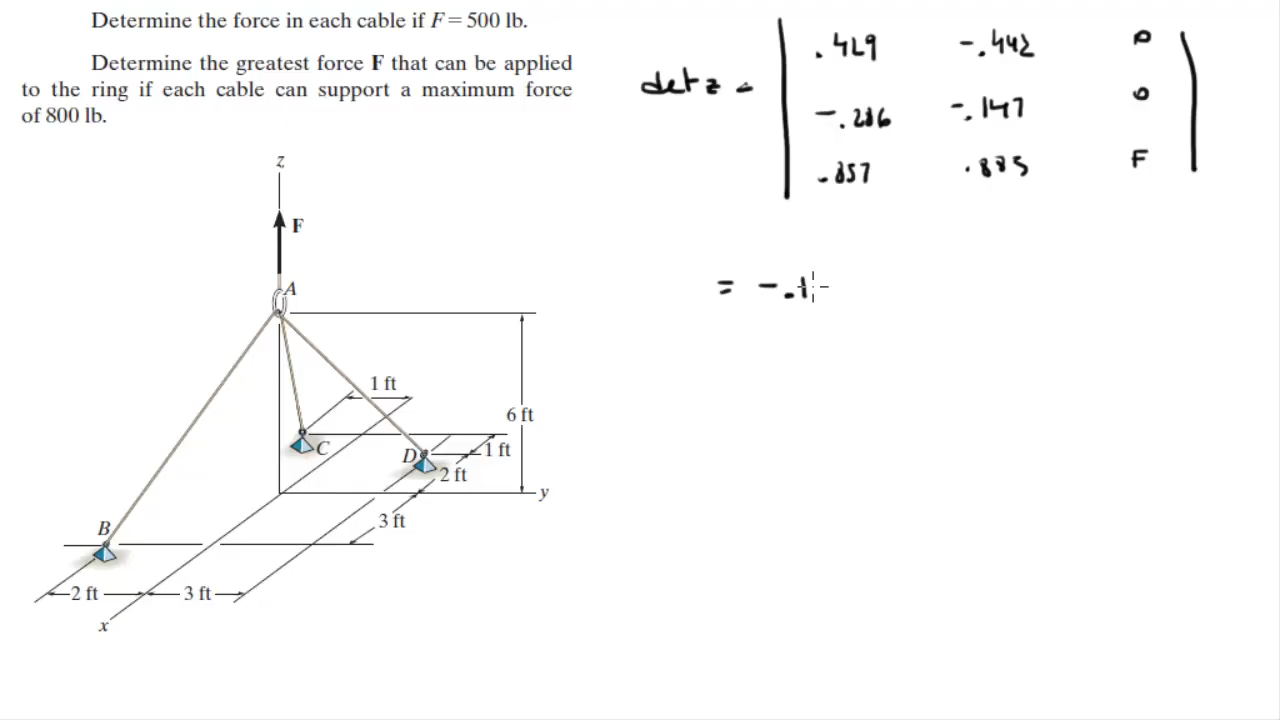 Determine the force in each cable if F = 500 lb.
Determine the greatest force F that can be applied
to the ring if each cable can support a maximum force
of 800 lb.
det z =
.429 -.442 0
-.286 -.147 0
.857 .885 F
= -.1
z
F
A
1 ft
6 ft
C
D
1 ft
2 ft
y
3 ft
B
2 ft
3 ft
x